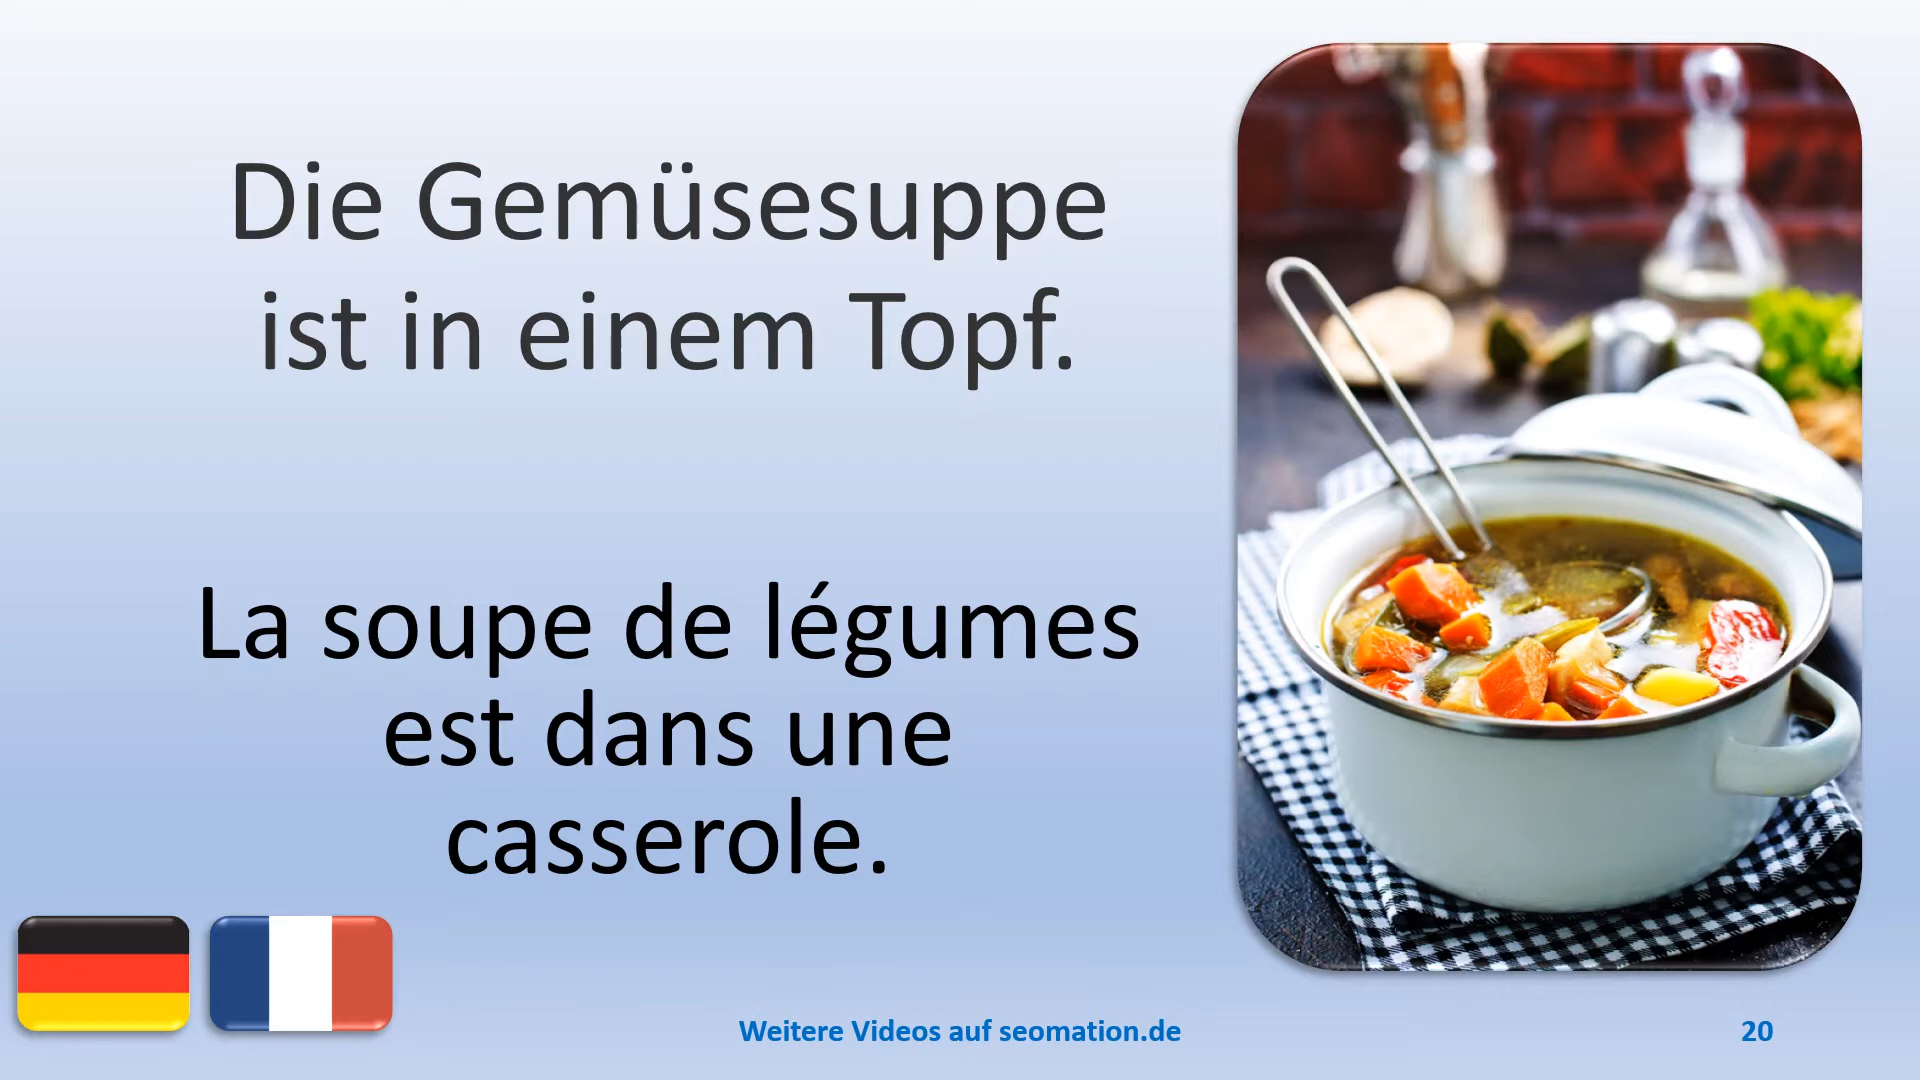 Die Gemüsesuppe
ist in einem Topf.
La soupe de légumes
est dans une
casserole.
Weitere Videos auf seomation.de
20